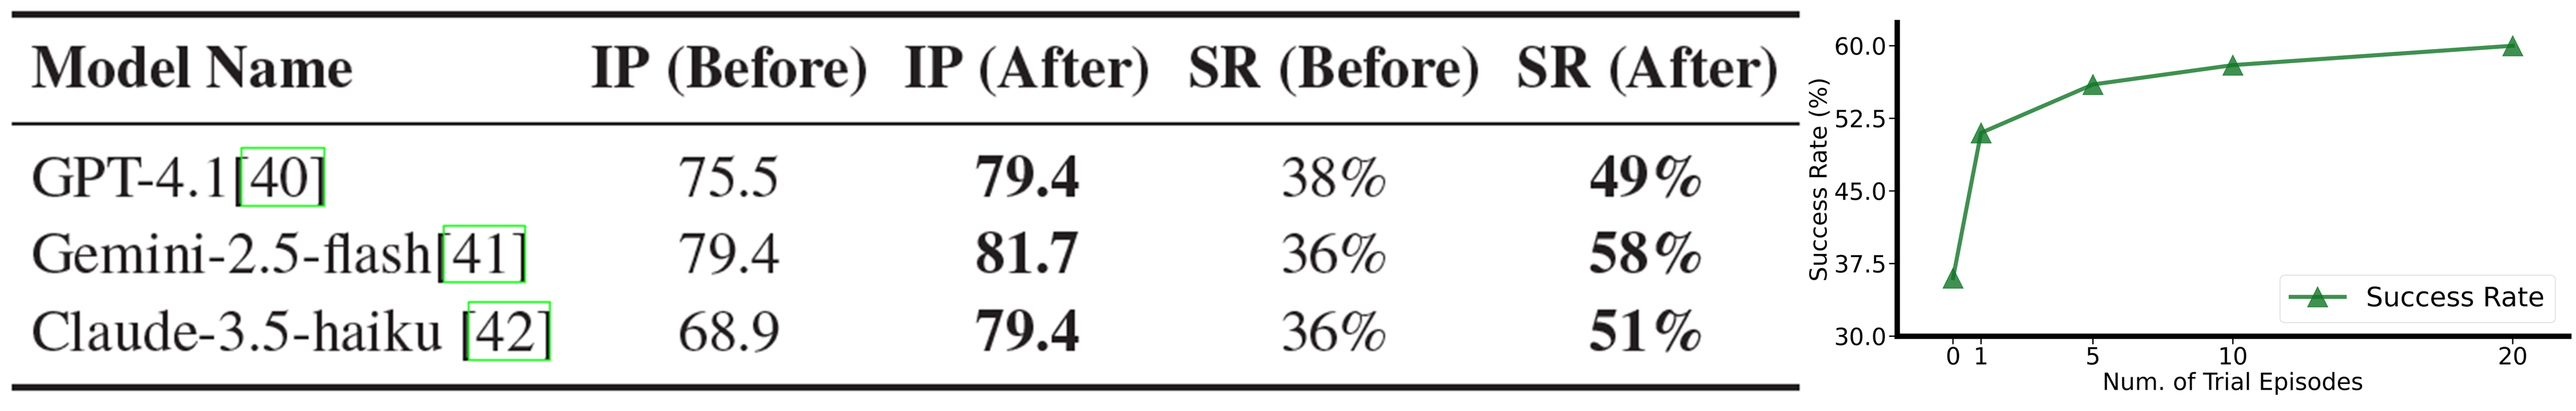 Model Name IP (Before) IP (After) SR (Before) SR (After)
GPT-4.1[40] 75.5 79.4 38% 49%
Gemini-2.5-flash[41] 79.4 81.7 36% 58%
Claude-3.5-haiku [42] 68.9 79.4 36% 51%
Success Rate (%)
60.0
52.5
45.0
37.5
30.0
0 1 5 10 20
Num. of Trial Episodes
Success Rate